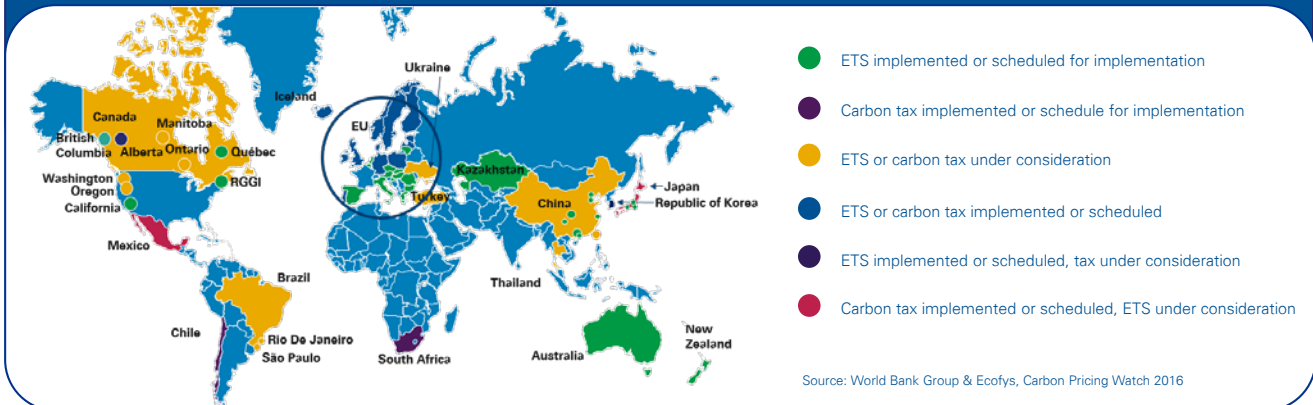 Ukraine
Iceland
EU
Canada
Manitoba
British
Columbia
Alberta
Ontario
Québec
Washington
Oregon
RGGI
California
Mexico
Kazakhstan
Turkey
China
Japan
Republic of Korea
Brazil
Thailand
Chile
Rio De Janeiro
São Paulo
South Africa
Australia
New
Zealand
ETS implemented or scheduled for implementation
Carbon tax implemented or schedule for implementation
ETS or carbon tax under consideration
ETS or carbon tax implemented or scheduled
ETS implemented or scheduled, tax under consideration
Carbon tax implemented or scheduled, ETS under consideration
Source: World Bank Group & Ecofys, Carbon Pricing Watch 2016